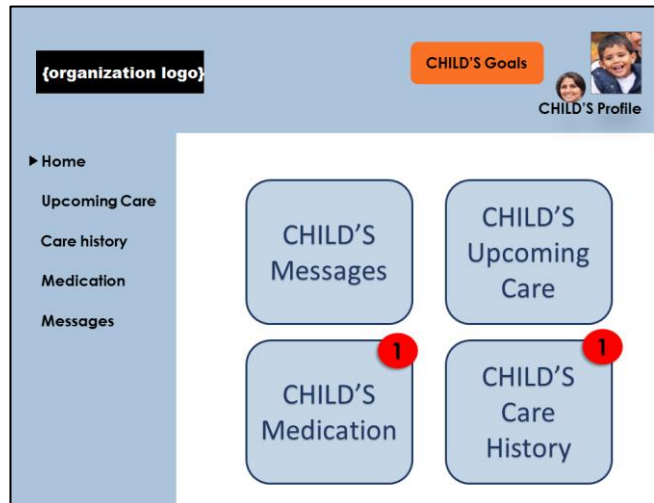 {organization logo}
CHILD'S Goals
CHILD'S Profile
Home
Upcoming Care
Care history
Medication
Messages
CHILD'S
Messages
CHILD'S
Upcoming
Care
1
CHILD'S
Medication
1
CHILD'S
Care
History